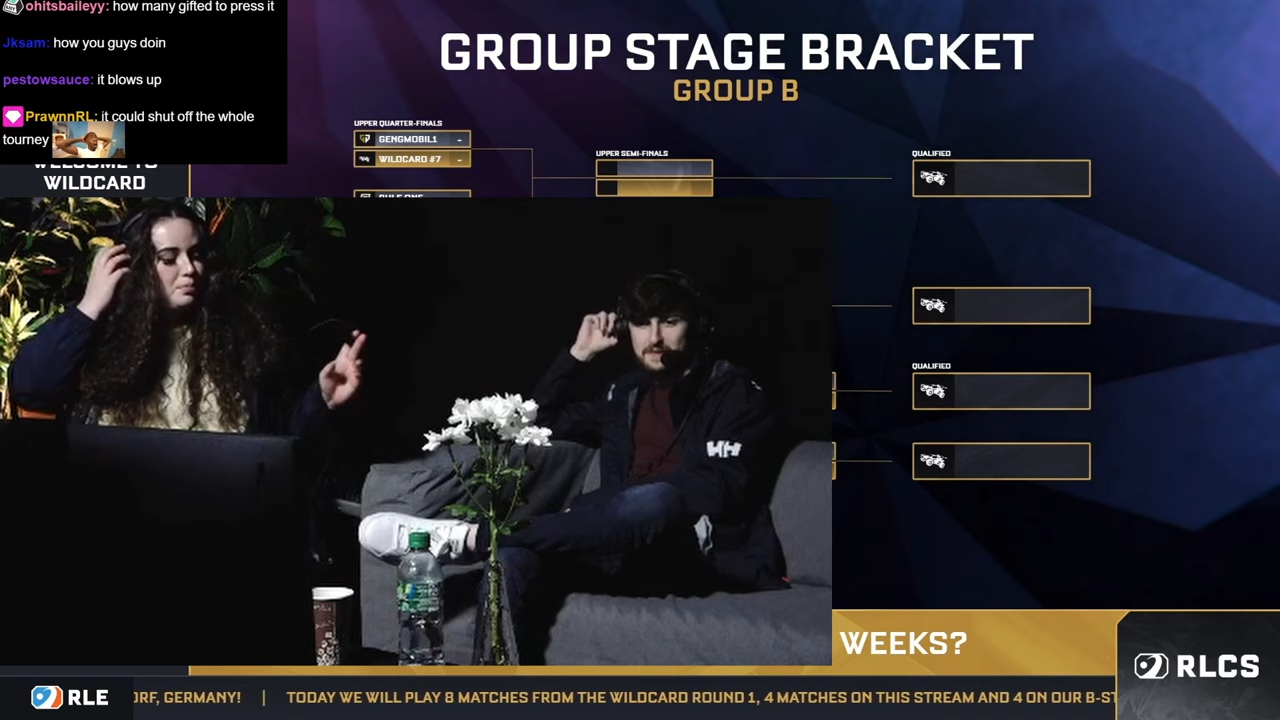 ohitsbaileyy: how many gifted to press it
Jksam: how you guys doin
pestowsauce: it blows up
PrawnnRL: it could shut off the whole
tourney
WELCOME TO
WILDCARD
GROUP STAGE BRACKET
GROUP B
UPPER QUARTER-FINALS
GENGMOBIL1 -
WILDCARD #7 -
UPPER SEMI-FINALS
QUALIFIED
QUALIFIED
HH
WEEKS?
RLCS
RLE
ORF, GERMANY! | TODAY WE WILL PLAY 8 MATCHES FROM THE WILDCARD ROUND 1, 4 MATCHES ON THIS STREAM AND 4 ON OUR B-ST